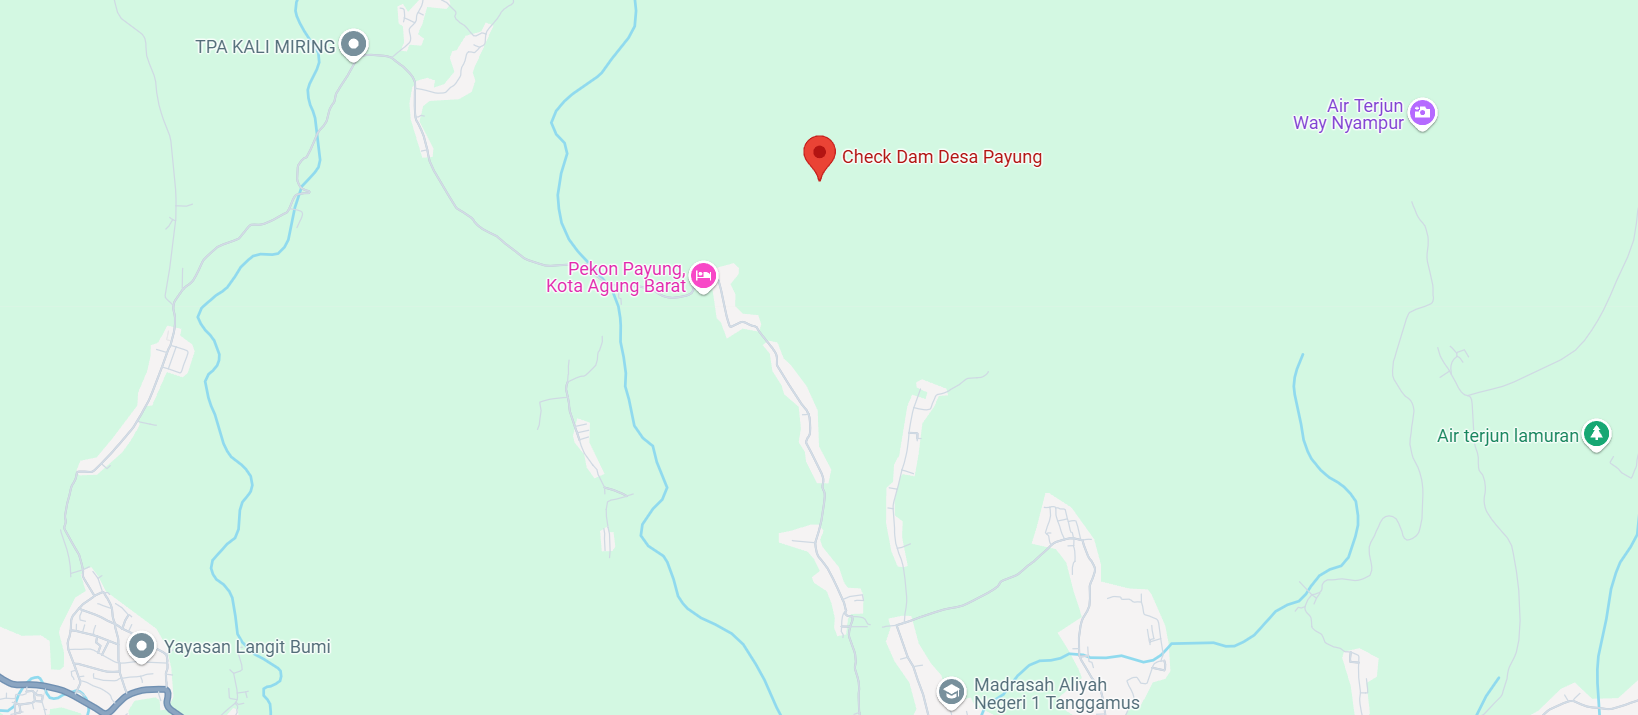 TPA KALI MIRING
Air Terjun
Way Nyampur
Check Dam Desa Payung
Pekon Payung,
Kota Agung Barat
Air terjun lamuran
Yayasan Langit Bumi
Madrasah Aliyah
Negeri 1 Tanggamus